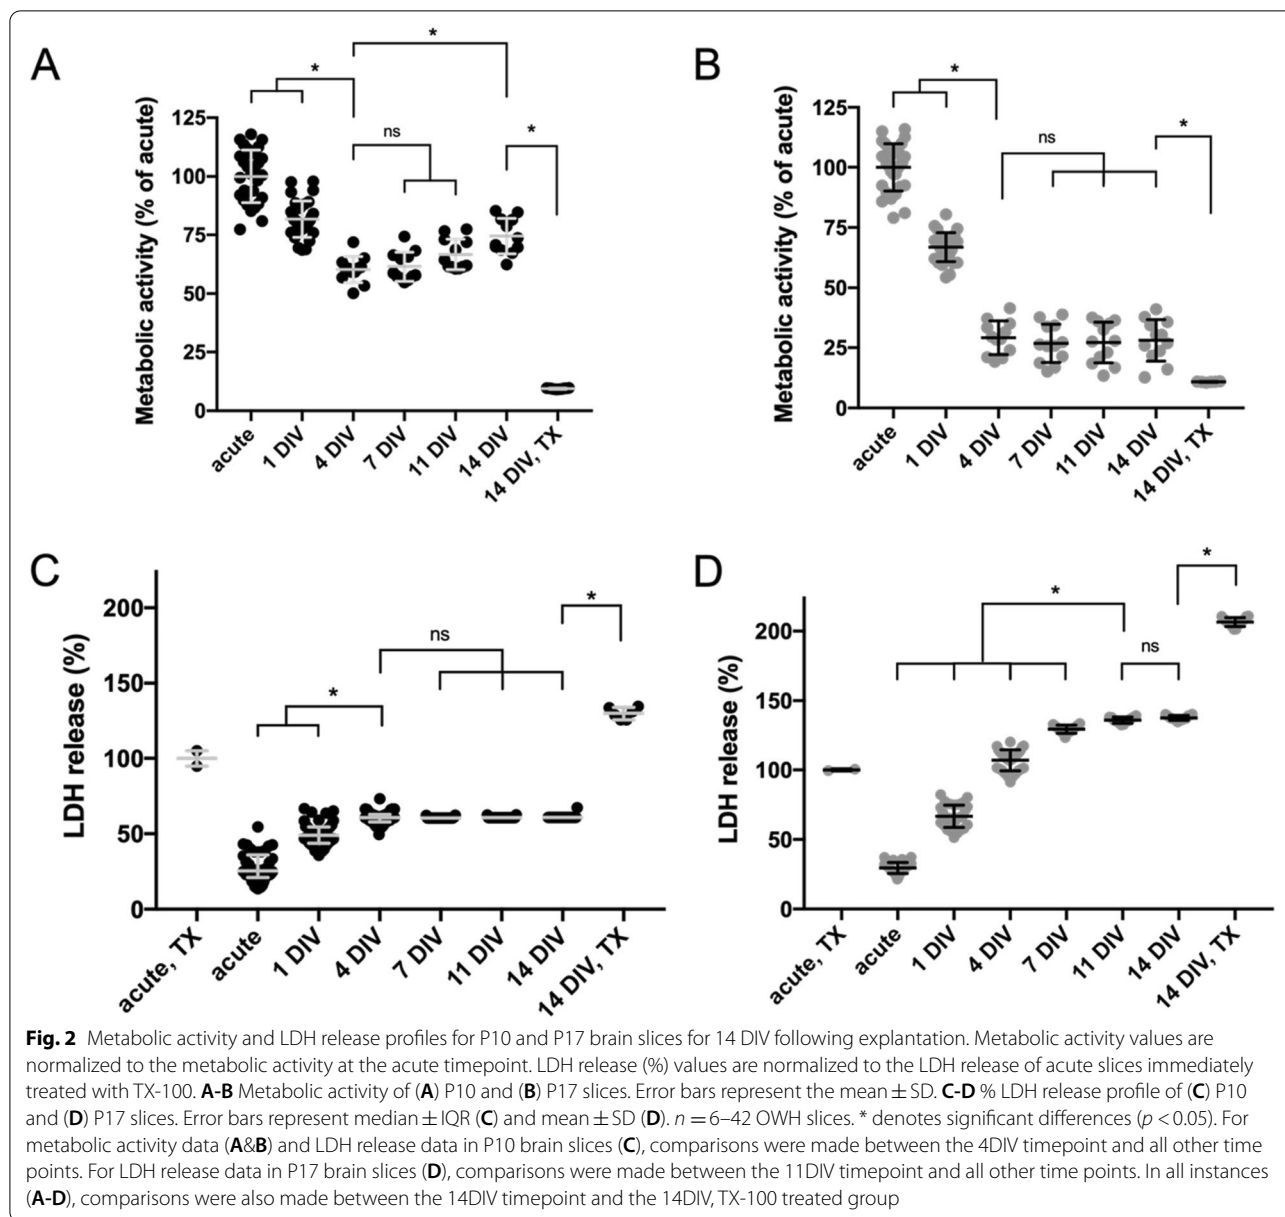 A
*
*
ns
*
Metabolic activity (% of acute)
125
100
75
50
25
0
acute
1 DIV
4 DIV
7 DIV
11 DIV
14 DIV
14 DIV, TX
B
*
ns
*
Metabolic activity (% of acute)
125
100
75
50
25
0
acute
1 DIV
4 DIV
7 DIV
11 DIV
14 DIV
14 DIV, TX
C
*
ns
*
LDH release (%)
200
150
100
50
0
acute, TX
acute
1 DIV
4 DIV
7 DIV
11 DIV
14 DIV
14 DIV, TX
D
*
ns
*
LDH release (%)
200
150
100
50
0
acute, TX
acute
1 DIV
4 DIV
7 DIV
11 DIV
14 DIV
14 DIV, TX
Fig. 2 Metabolic activity and LDH release profiles for P10 and P17 brain slices for 14 DIV following explantation. Metabolic activity values are
normalized to the metabolic activity at the acute timepoint. LDH release (%) values are normalized to the LDH release of acute slices immediately
treated with TX-100. A-B Metabolic activity of (A) P10 and (B) P17 slices. Error bars represent the mean ± SD. C-D % LDH release profile of (C) P10
and (D) P17 slices. Error bars represent median ± IQR (C) and mean ± SD (D). n = 6–42 OWH slices. * denotes significant differences (p < 0.05). For
metabolic activity data (A&B) and LDH release data in P10 brain slices (C), comparisons were made between the 4DIV timepoint and all other time
points. For LDH release data in P17 brain slices (D), comparisons were made between the 11DIV timepoint and all other time points. In all instances
(A-D), comparisons were also made between the 14DIV timepoint and the 14DIV, TX-100 treated group